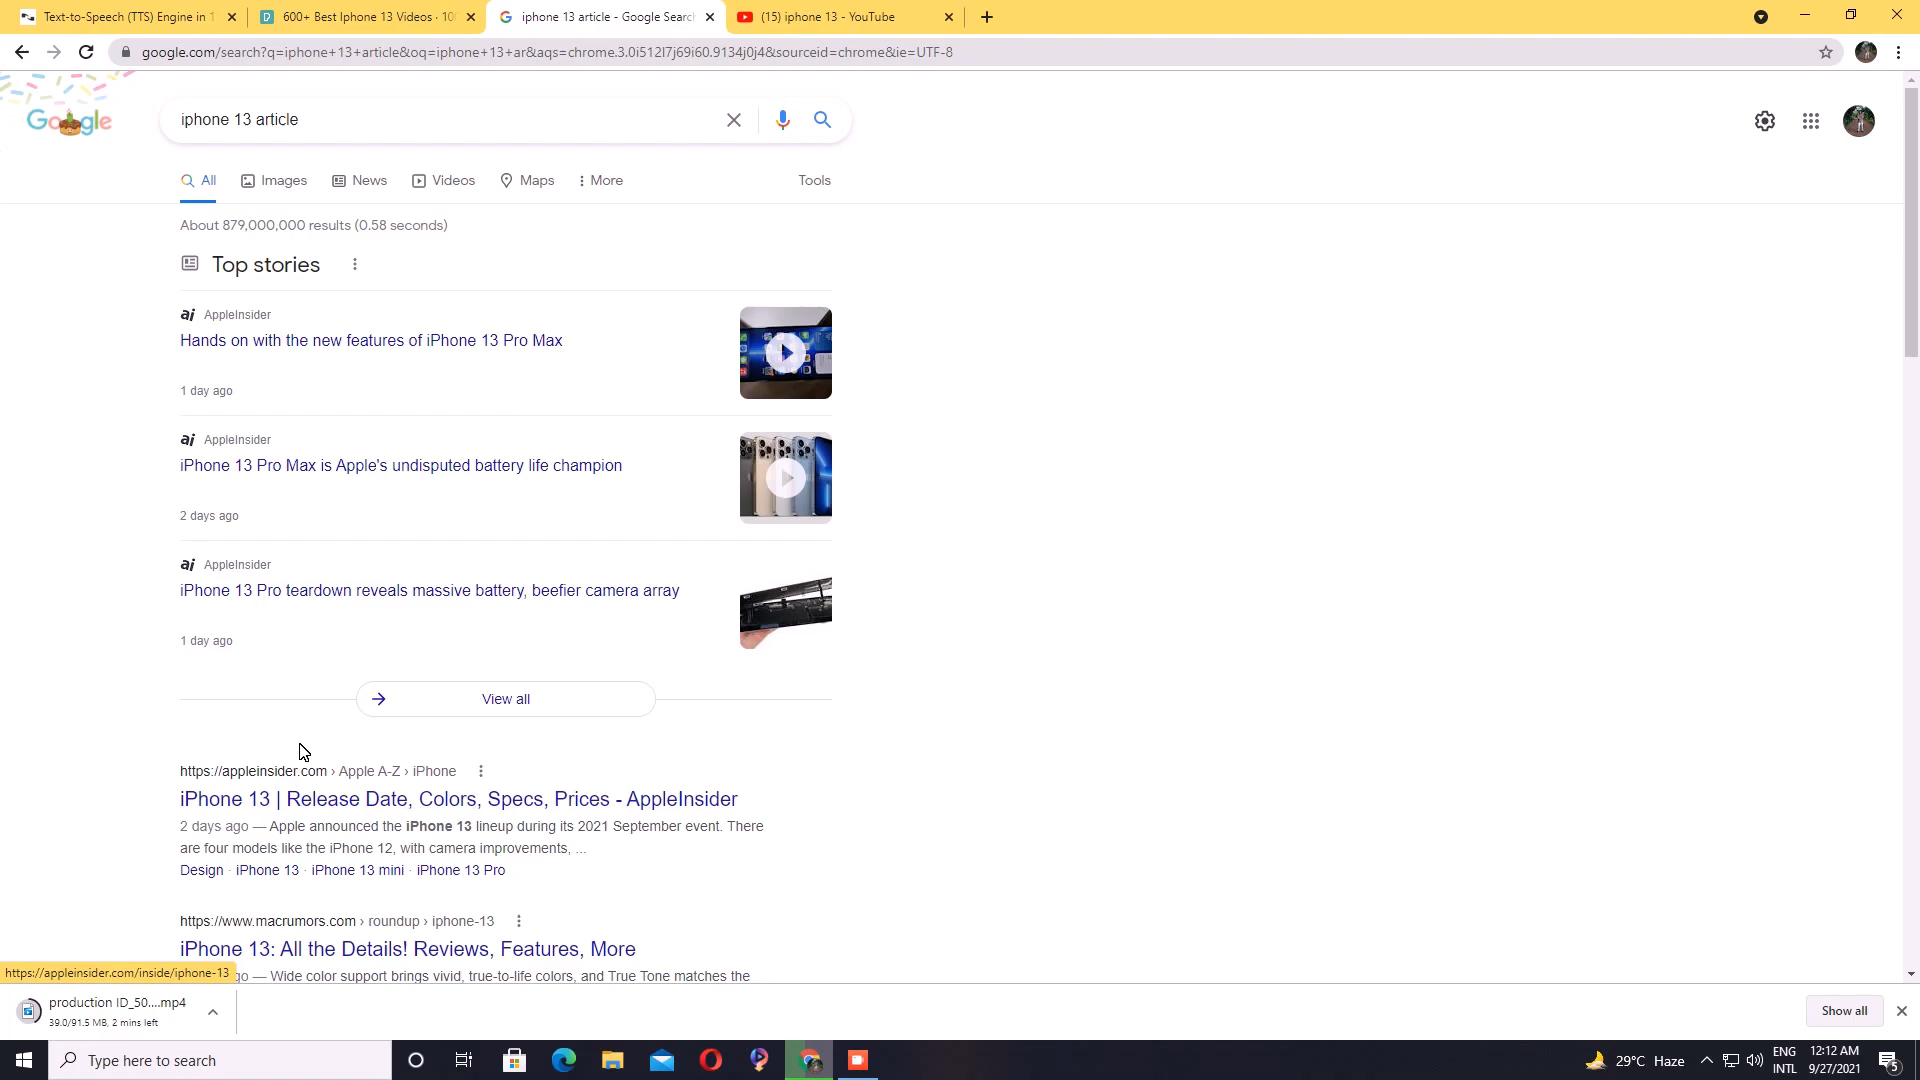 Text-to-Speech (TTS) Engine in 1
600+ Best Iphone 13 Videos · 10
iphone 13 article - Google Searc
(15) iphone 13 - YouTube
google.com/search?q=iphone+13+article&oq=iphone+13+ar&aqs=chrome.3.0i512l7j69i60.9134j0j4&sourceid=chrome&ie=UTF-8
Google
iphone 13 article
All
Images
News
Videos
Maps
More
Tools
About 879,000,000 results (0.58 seconds)
Top stories
ai AppleInsider
Hands on with the new features of iPhone 13 Pro Max
1 day ago
ai AppleInsider
iPhone 13 Pro Max is Apple's undisputed battery life champion
2 days ago
ai AppleInsider
iPhone 13 Pro teardown reveals massive battery, beefier camera array
1 day ago
View all
https://appleinsider.com › Apple A-Z › iPhone
iPhone 13 | Release Date, Colors, Specs, Prices - AppleInsider
2 days ago — Apple announced the iPhone 13 lineup during its 2021 September event. There
are four models like the iPhone 12, with camera improvements, ...
Design · iPhone 13 · iPhone 13 mini · iPhone 13 Pro
https://www.macrumors.com › roundup › iphone-13
iPhone 13: All the Details! Reviews, Features, More
go — Wide color support brings vivid, true-to-life colors, and True Tone matches the
https://appleinsider.com/inside/iphone-13
production ID_50....mp4
39.0/91.5 MB, 2 mins left
Show all
Type here to search
29°C Haze
ENG
INTL
12:12 AM
9/27/2021
5